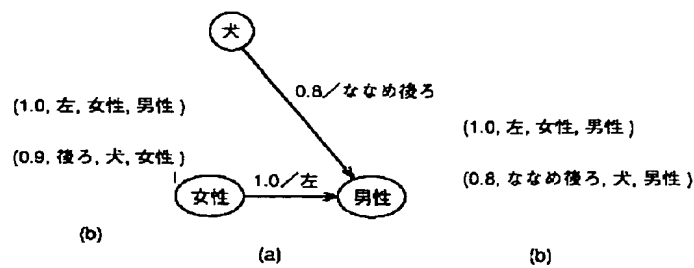 犬
0.8／ななめ後ろ
(1.0, 左, 女性, 男性 )
(0.9, 後ろ, 犬, 女性 )
(1.0, 左, 女性, 男性 )
(0.8, ななめ後ろ, 犬, 男性 )
女性
1.0／左
男性
(b)
(a)
(b)